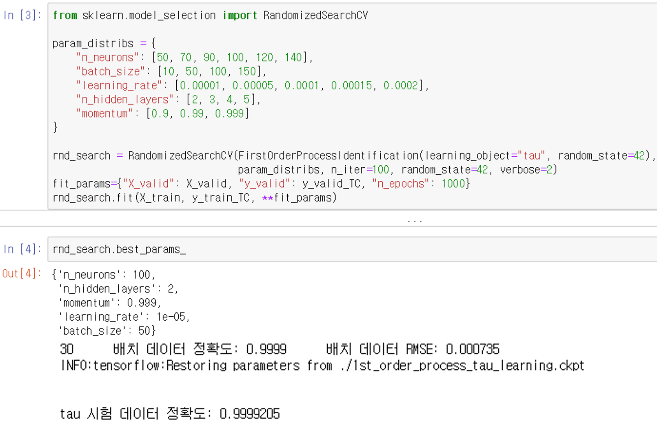 In [3]: from sklearn.model_selection import RandomizedSearchCV
param_distribs = {
"n_neurons": [50, 70, 90, 100, 120, 140],
"batch_size": [10, 50, 100, 150],
"learning_rate": [0.00001, 0.00005, 0.0001, 0.00015, 0.0002],
"n_hidden_layers": [2, 3, 4, 5],
"momentum": [0.9, 0.99, 0.999]
}
rnd_search = RandomizedSearchCV(FirstOrderProcessIdentification(learning_object="tau", random_state=42),
param_distribs, n_iter=100, random_state=42, verbose=2)
fit_params={"X_valid": X_valid, "y_valid": y_valid_TC, "n_epochs": 1000}
rnd_search.fit(X_train, y_train_TC, **fit_params)
...
In [4]: rnd_search.best_params_
Out[4]: {'n_neurons': 100,
'n_hidden_layers': 2,
'momentum': 0.999,
'learning_rate': 1e-05,
'batch_size': 50}
30 배치 데이터 정확도: 0.9999 배치 데이터 RMSE: 0.000735
INFO:tensorflow:Restoring parameters from ./1st_order_process_tau_learning.ckpt
tau 시험 데이터 정확도: 0.9999205